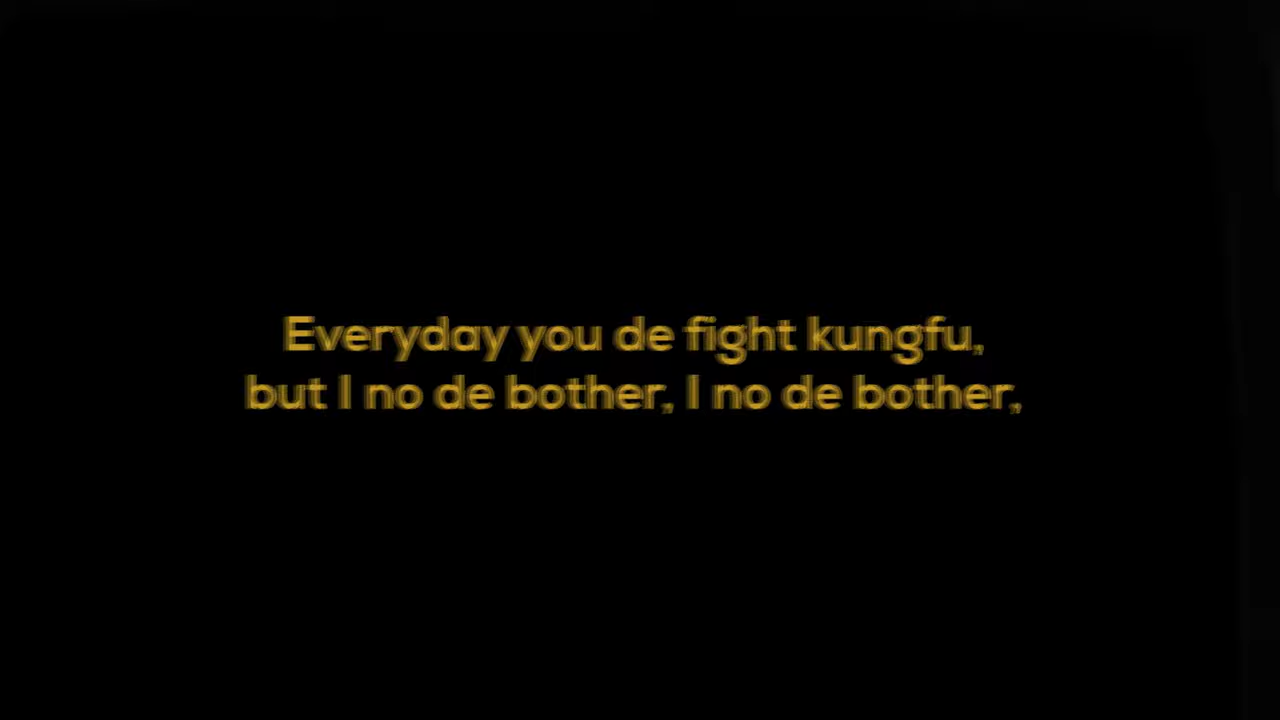 Everyday you de fight kungfu,
but I no de bother, I no de bother,